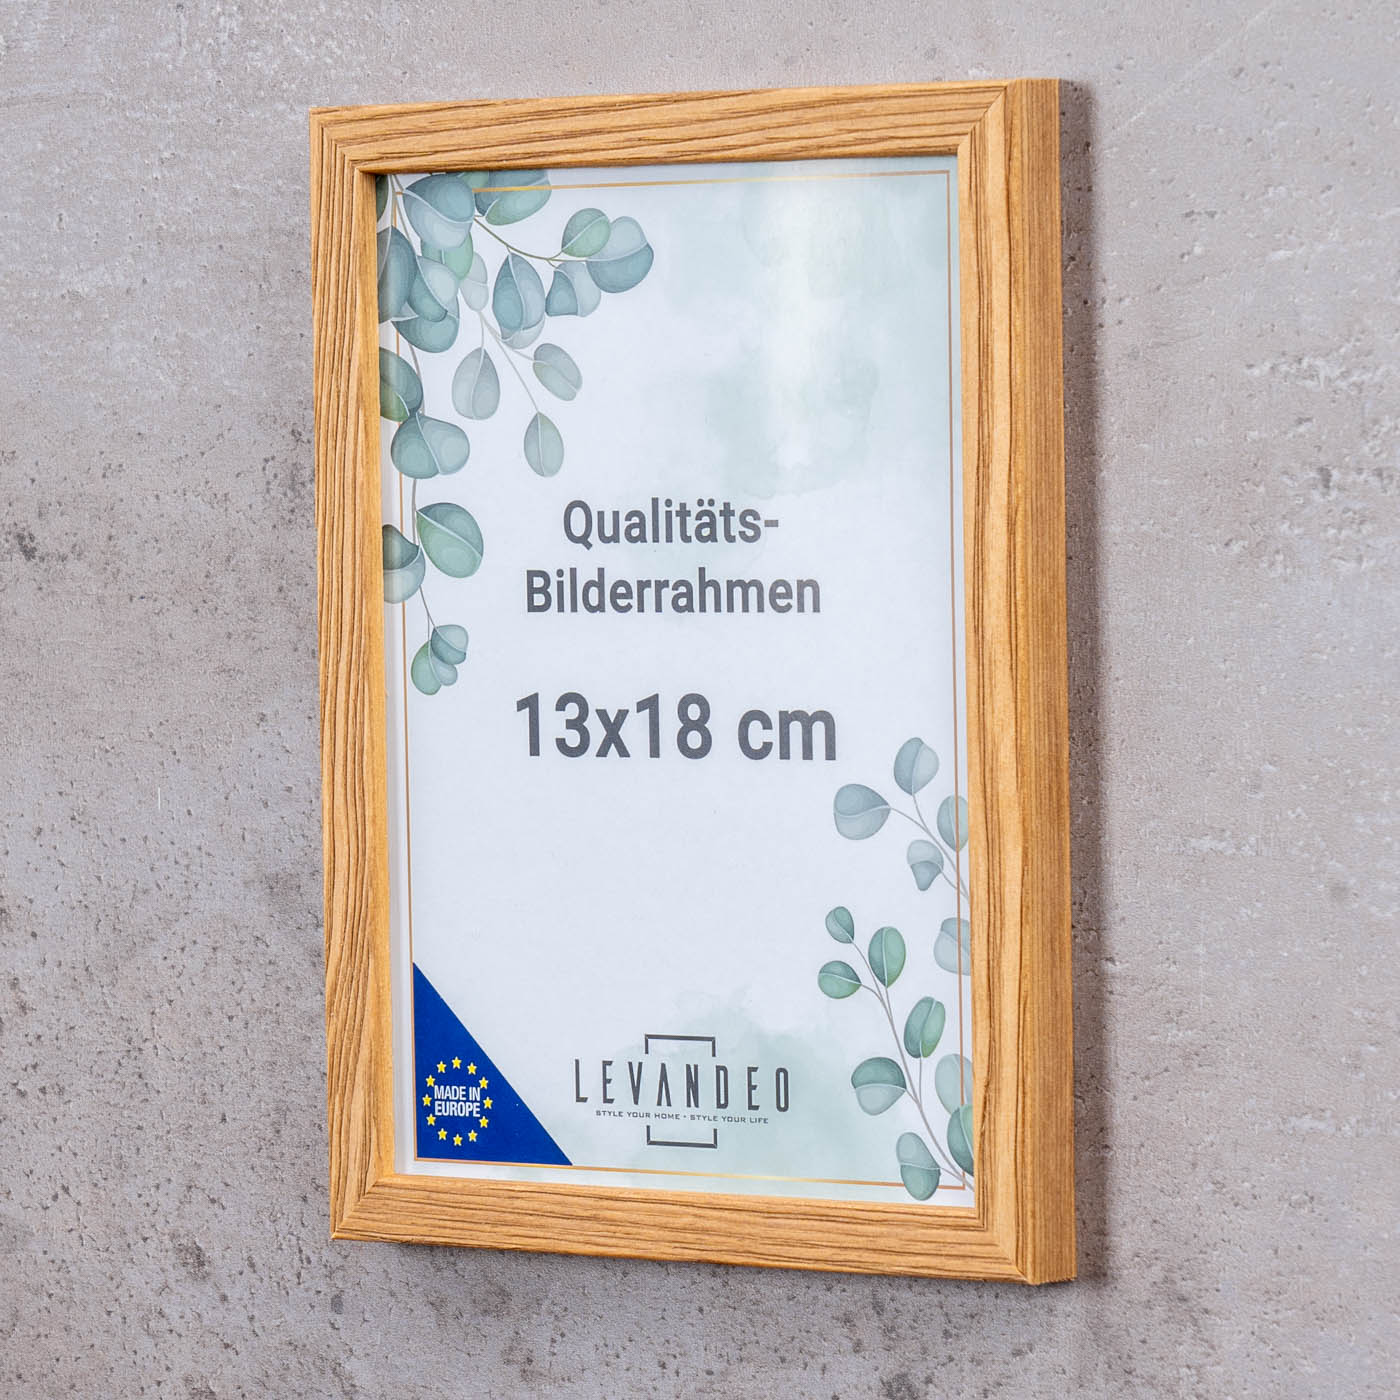 Qualitäts-
Bilderrahmen
13x18 cm
MADE IN
EUROPE
LEVANDEO
STYLE YOUR HOME • STYLE YOUR LIFE